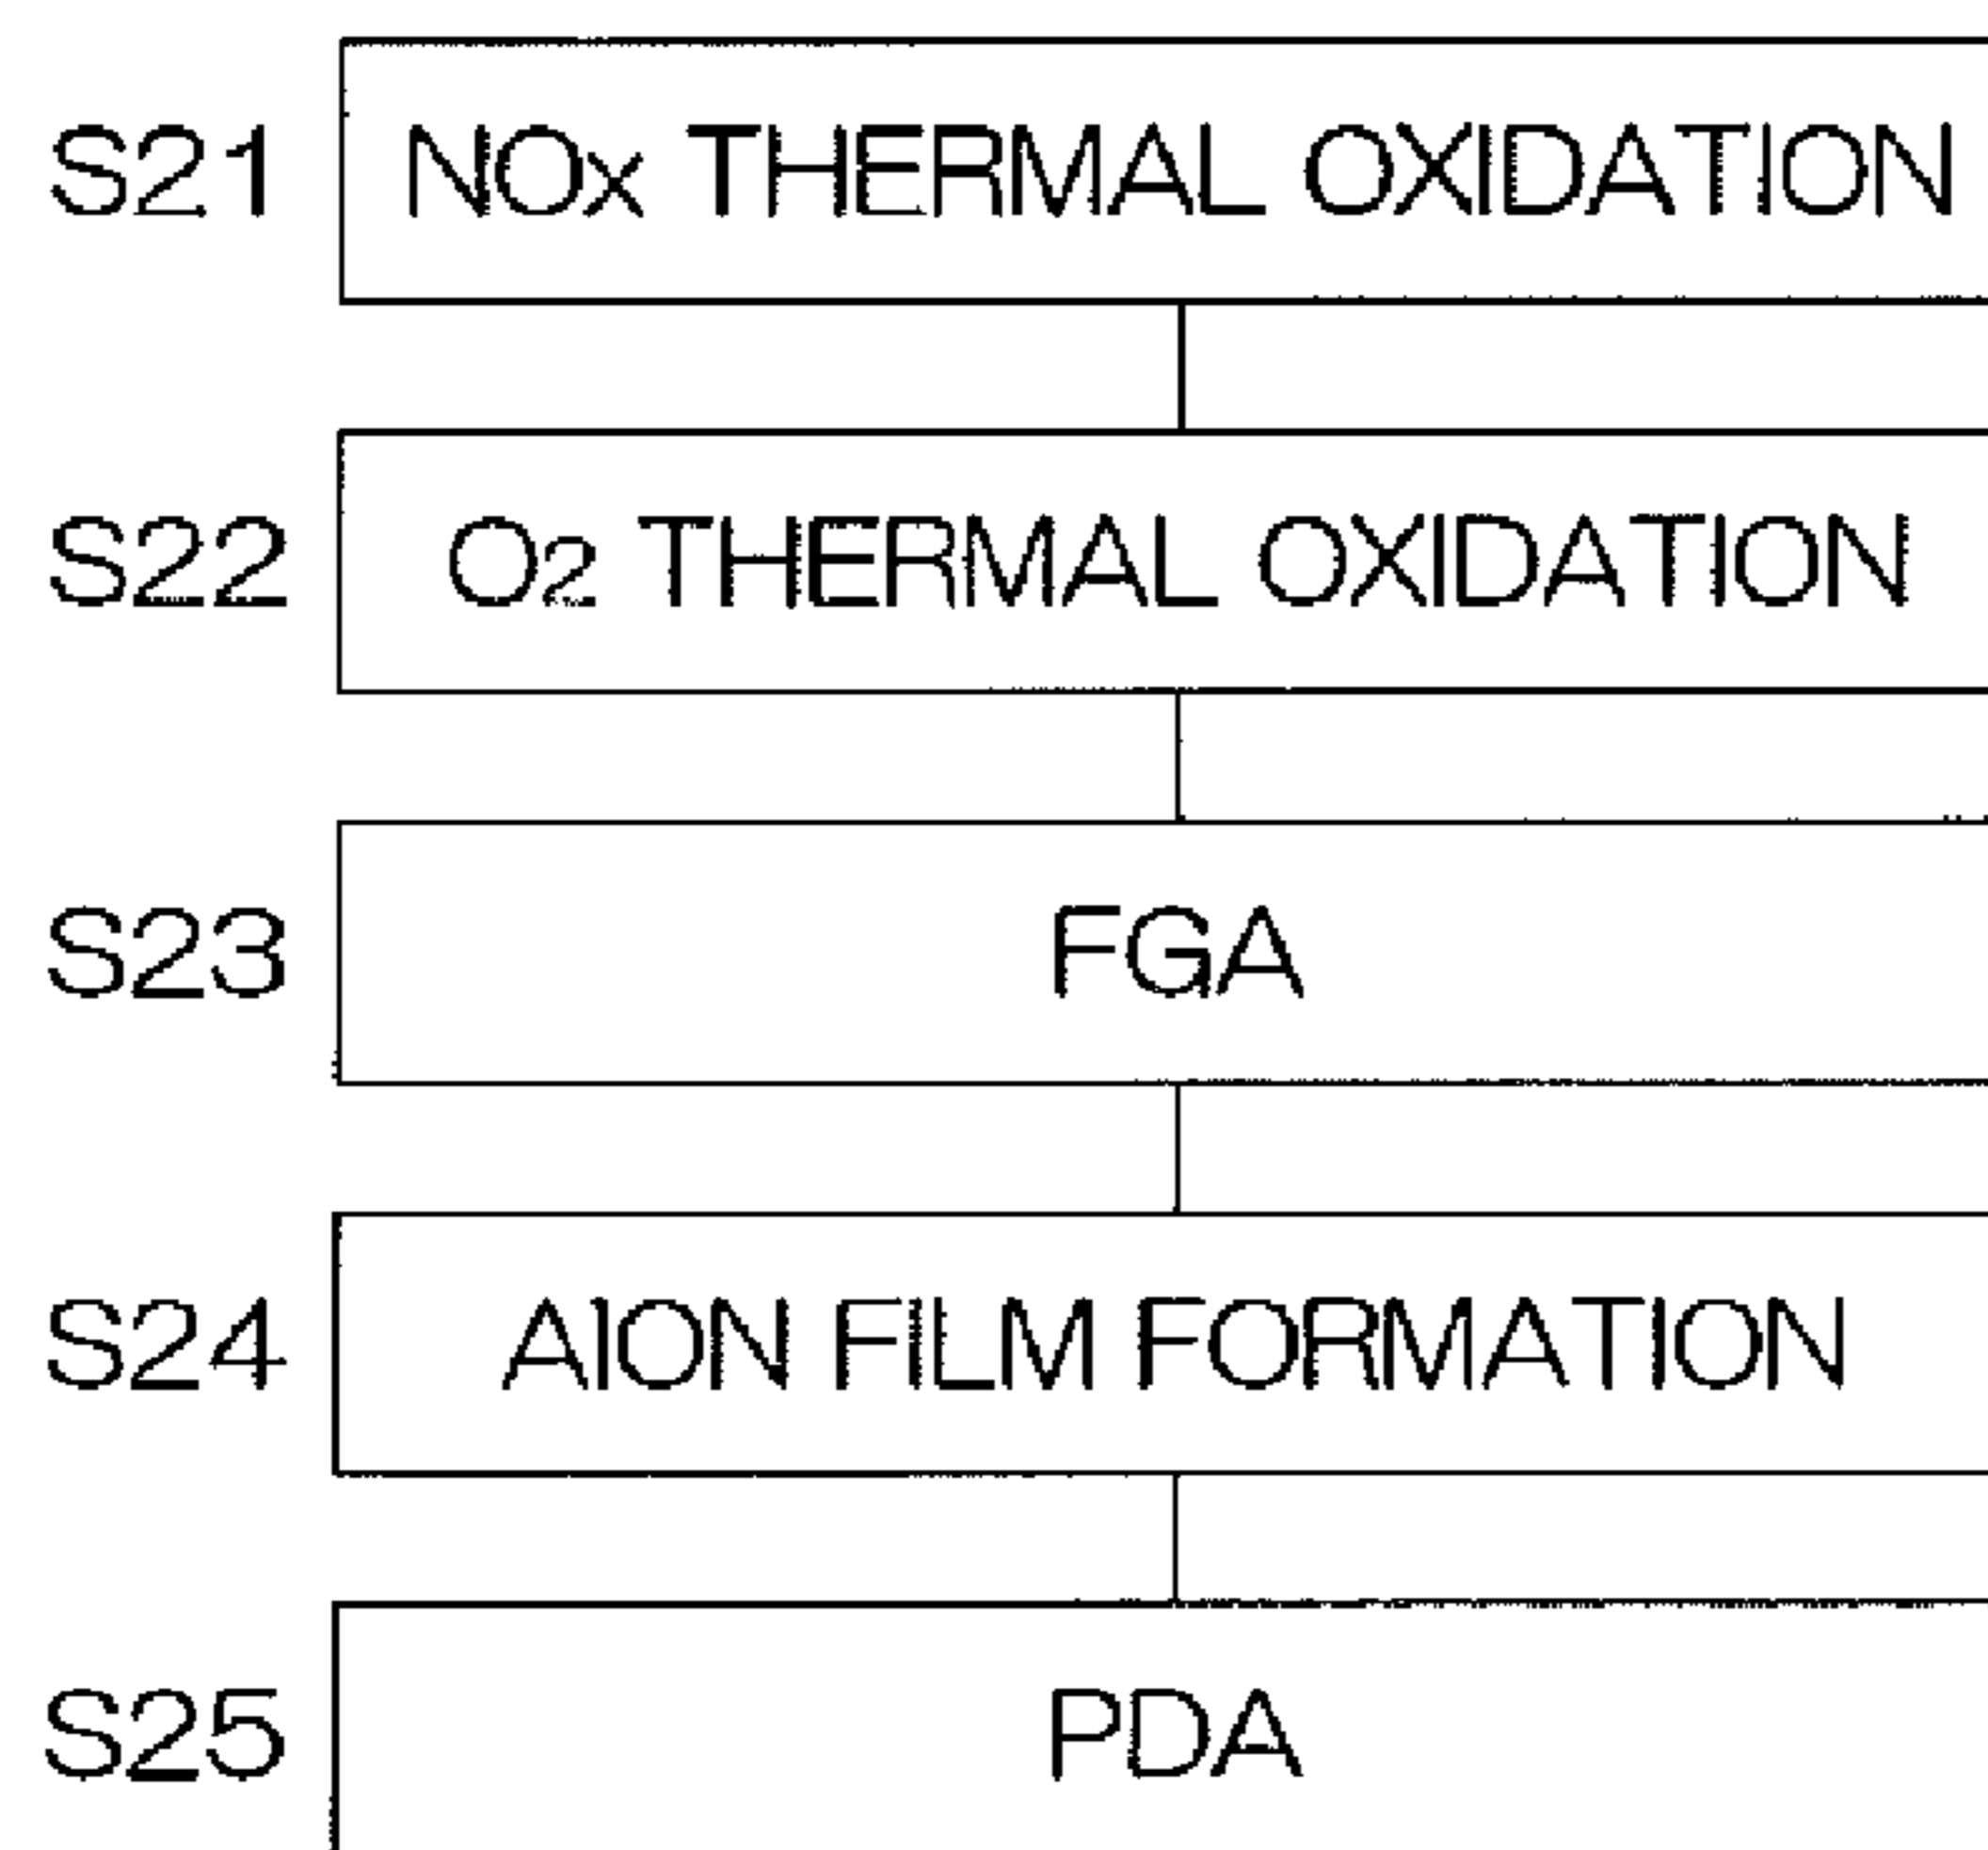 S21 NOx THERMAL OXIDATION
S22 O2 THERMAL OXIDATION
S23 FGA
S24 AlON FILM FORMATION
S25 PDA